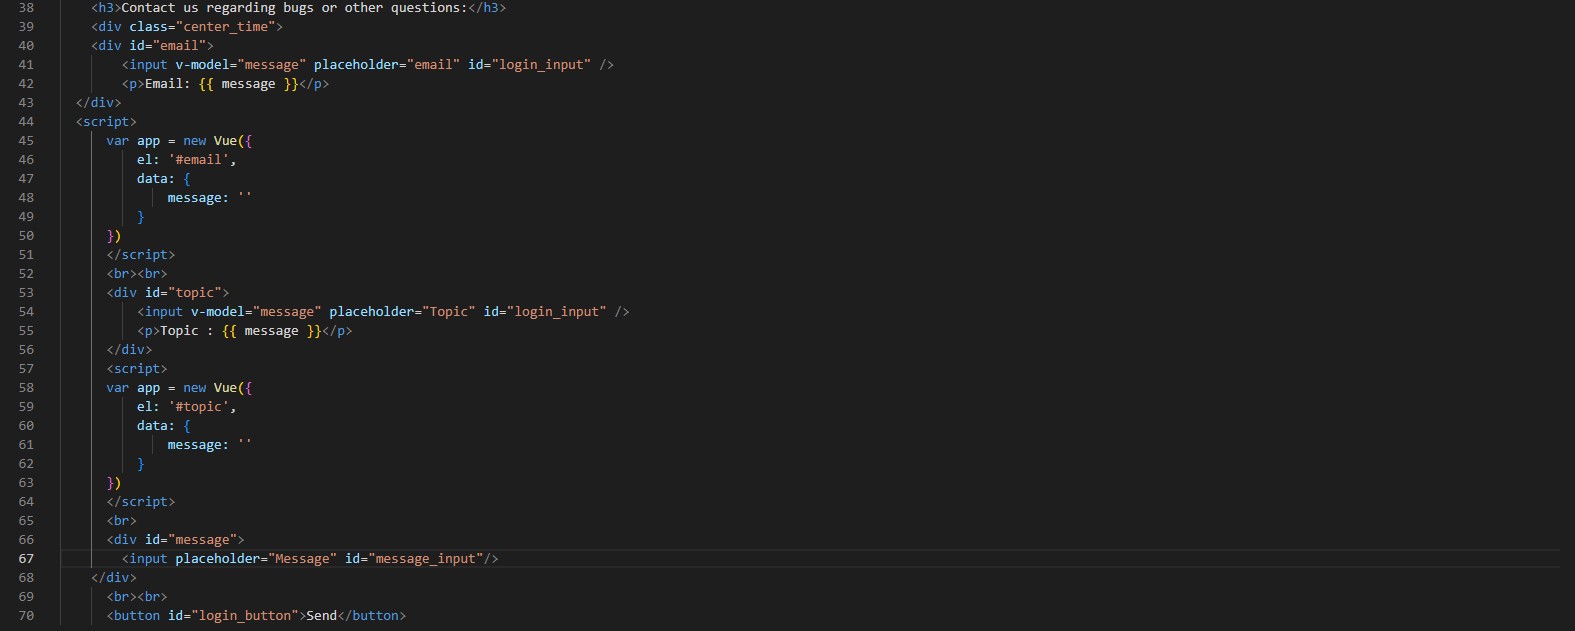 38 <h3>Contact us regarding bugs or other questions:</h3>
39 <div class="center_time">
40 <div id="email">
41 <input v-model="message" placeholder="email" id="login_input" />
42 <p>Email: {{ message }}</p>
43 </div>
44 <script>
45 var app = new Vue({
46 el: '#email',
47 data: {
48 message: ''
49 }
50 })
51 </script>
52 <br><br>
53 <div id="topic">
54 <input v-model="message" placeholder="Topic" id="login_input" />
55 <p>Topic : {{ message }}</p>
56 </div>
57 <script>
58 var app = new Vue({
59 el: '#topic',
60 data: {
61 message: ''
62 }
63 })
64 </script>
65 <br>
66 <div id="message">
67 <input placeholder="Message" id="message_input"/>
68 </div>
69 <br><br>
70 <button id="login_button">Send</button>